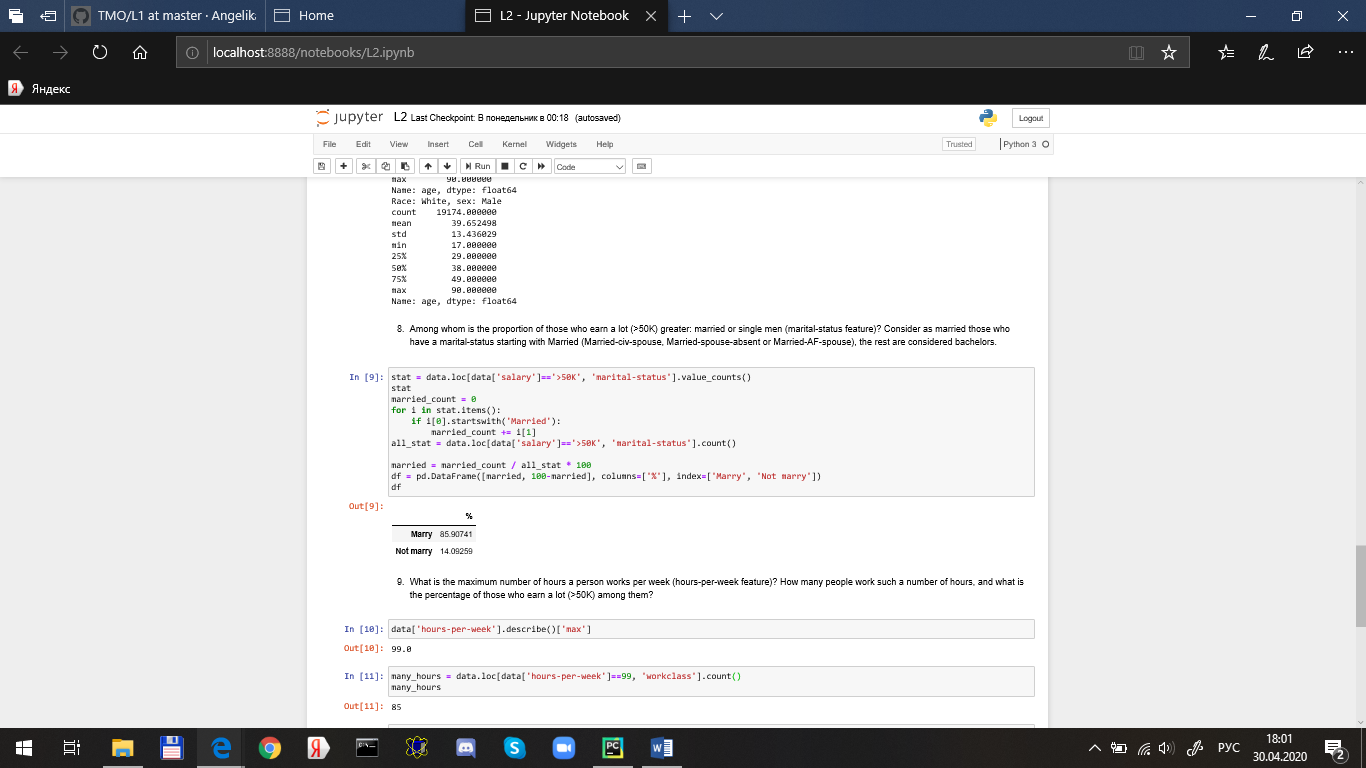 TMO/L1 at master · Angelik
Home
L2 - Jupyter Notebook
localhost:8888/notebooks/L2.ipynb
Яндекс
jupyter L2 Last Checkpoint: В понедельник в 00:18 (autosaved)
Logout
File Edit View Insert Cell Kernel Widgets Help
Trusted Python 3
Run Code
max 90.000000
Name: age, dtype: float64
Race: White, sex: Male
count 19174.000000
mean 39.652498
std 13.436029
min 17.000000
25% 29.000000
50% 38.000000
75% 49.000000
max 90.000000
Name: age, dtype: float64
8. Among whom is the proportion of those who earn a lot (>50K) greater: married or single men (marital-status feature)? Consider as married those who
have a marital-status starting with Married (Married-civ-spouse, Married-spouse-absent or Married-AF-spouse), the rest are considered bachelors.
In [9]: stat = data.loc[data['salary']=='>50K', 'marital-status'].value_counts()
stat
married_count = 0
for i in stat.items():
    if i[0].startswith('Married'):
        married_count += i[1]
all_stat = data.loc[data['salary']=='>50K', 'marital-status'].count()
married = married_count / all_stat * 100
df = pd.DataFrame([married, 100-married], columns=['%'], index=['Marry', 'Not marry'])
df
Out[9]:
%
Marry 85.90741
Not marry 14.09259
9. What is the maximum number of hours a person works per week (hours-per-week feature)? How many people work such a number of hours, and what is
the percentage of those who earn a lot (>50K) among them?
In [10]: data['hours-per-week'].describe()['max']
Out[10]: 99.0
In [11]: many_hours = data.loc[data['hours-per-week']==99, 'workclass'].count()
many_hours
Out[11]: 85
РУС
18:01
30.04.2020
2